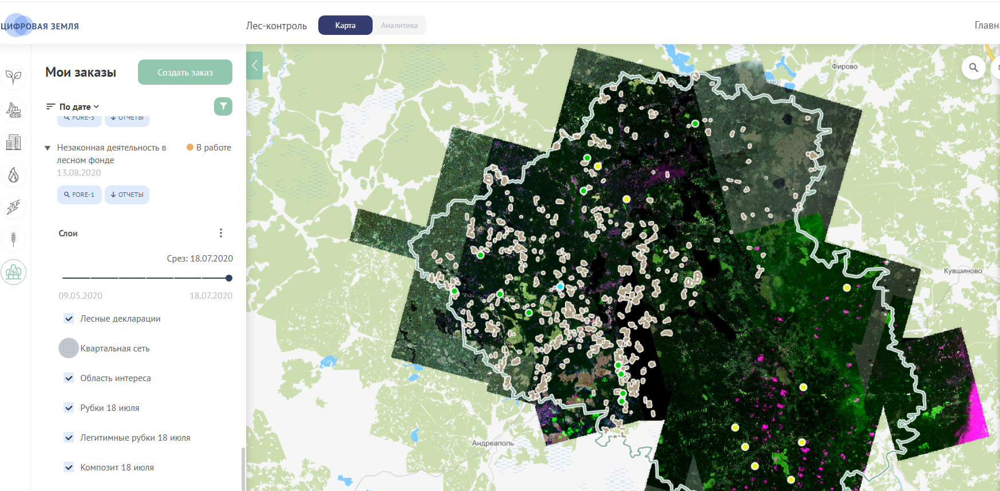 ЦИФРОВАЯ ЗЕМЛЯ
Лес-контроль
Карта
Аналитика
Главн
Мои заказы
Создать заказ
По дате
FORE-3
ОТЧЕТЫ
Незаконная деятельность в
лесном фонде
В работе
13.08.2020
FORE-1
ОТЧЕТЫ
Слои
Срез: 18.07.2020
09.05.2020
18.07.2020
Лесные декларации
Квартальная сеть
Область интереса
Рубки 18 июля
Легитимные рубки 18 июля
Композит 18 июля
Фирово
Кувшиново
Андреаполь